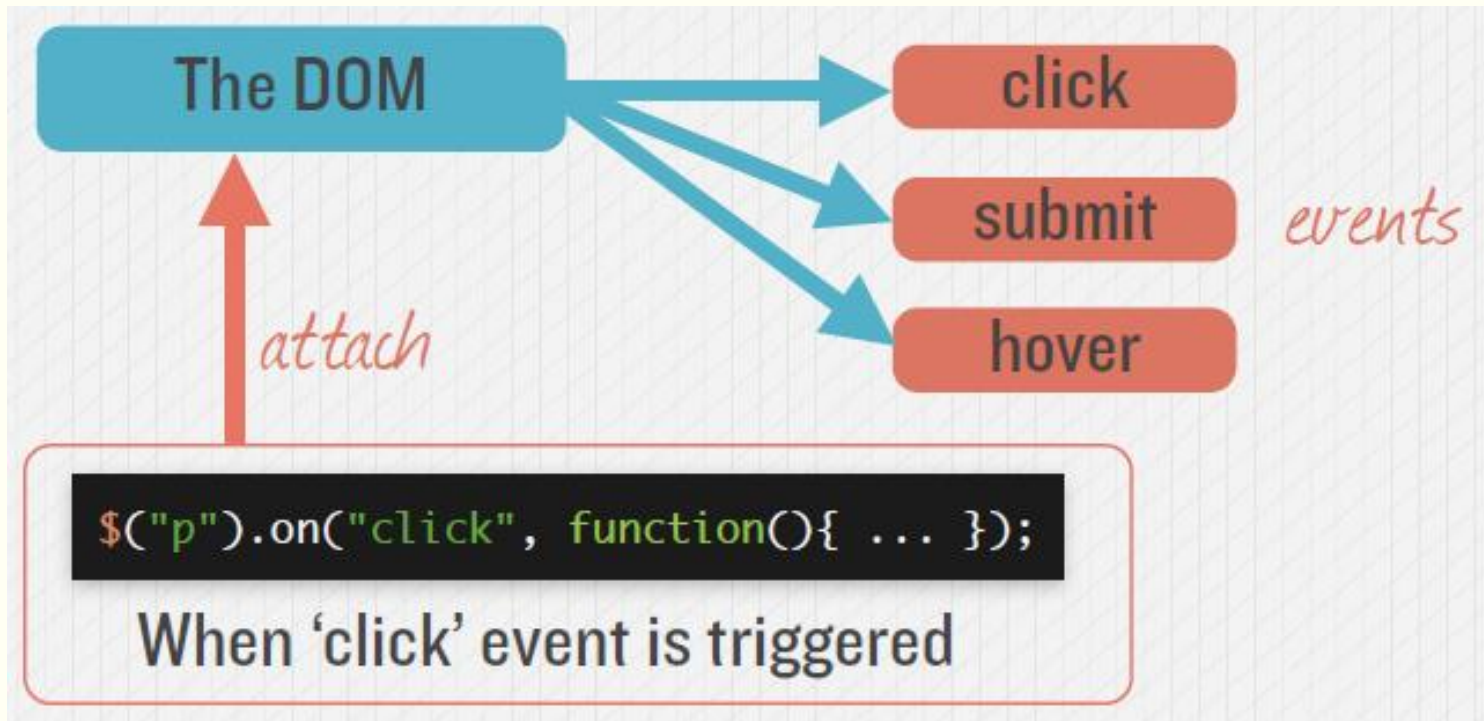 The DOM
click
submit
events
hover
attach
$("p").on("click", function(){ ... });
When ‘click’ event is triggered